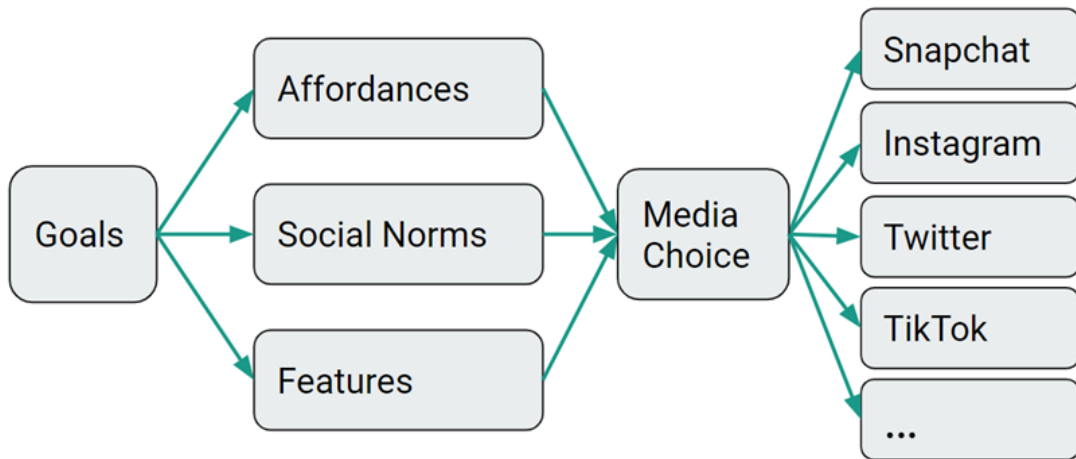 Goals
Affordances
Social Norms
Features
Media
Choice
Snapchat
Instagram
Twitter
TikTok
...